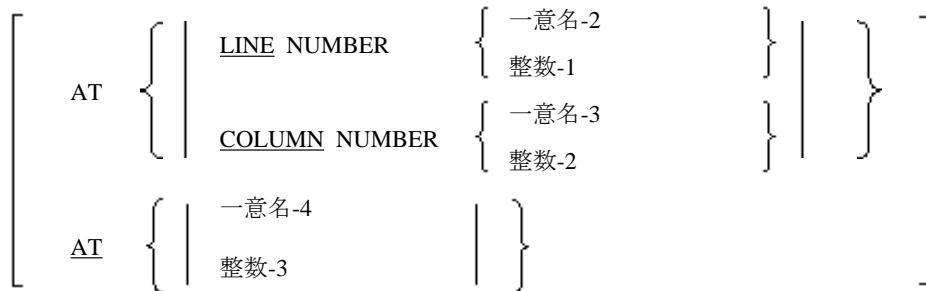 一意名-2
LINE NUMBER
整数-1
AT
一意名-3
COLUMN NUMBER
整数-2
一意名-4
AT
整数-3